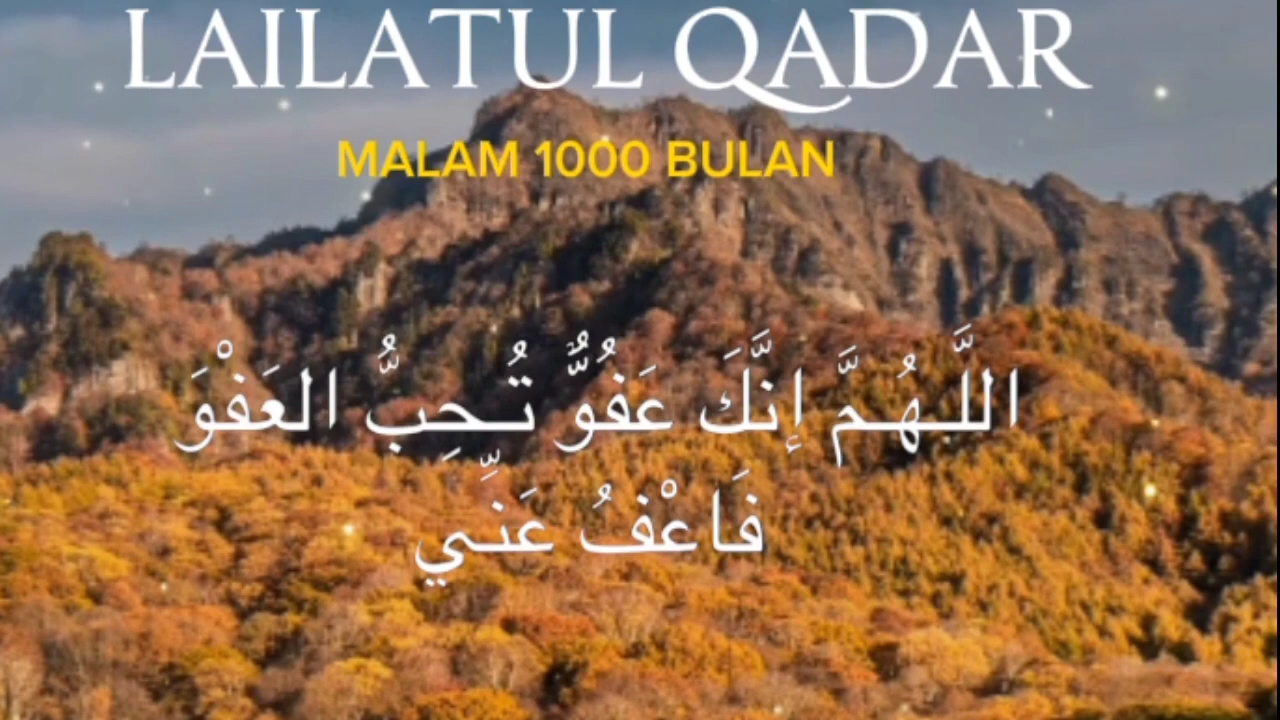 LAILATUL QADAR
MALAM 1000 BULAN
اللَّهُمَّ إِنَّكَ عَفُوٌّ تُحِبُّ العَفْوَ
فَاعْفُ عَنِّي